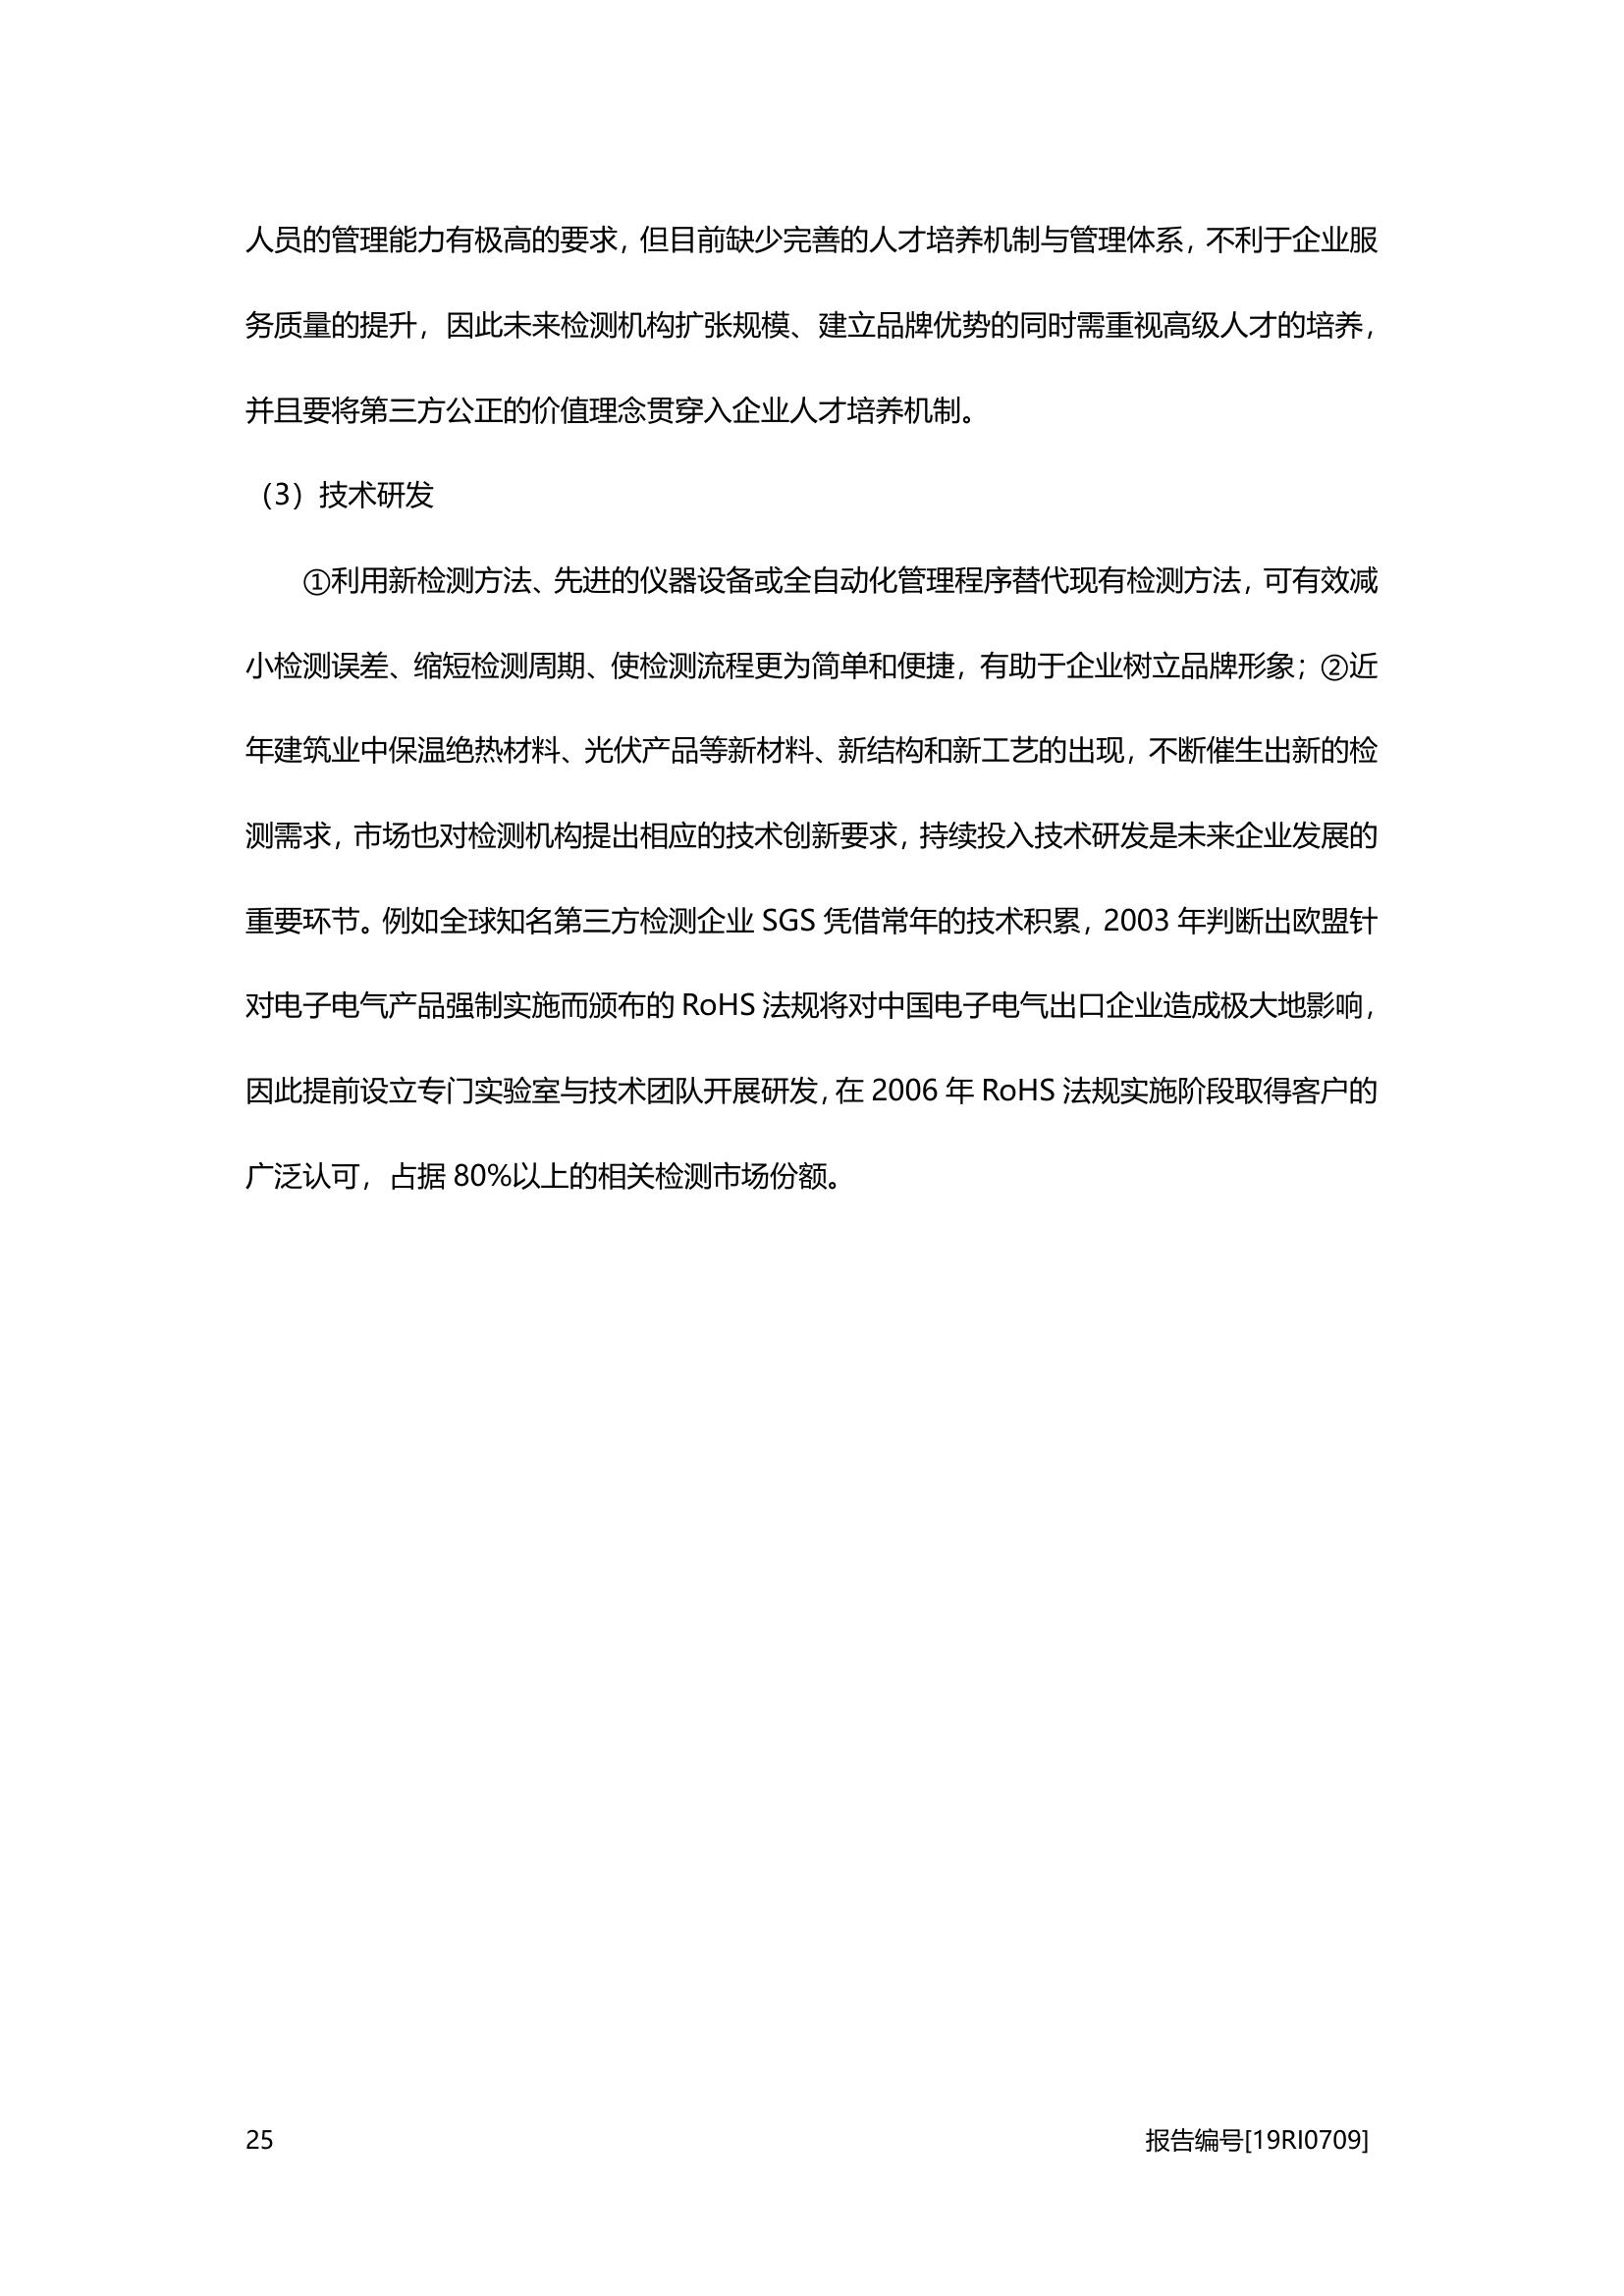 人员的管理能力有极高的要求，但目前缺少完善的人才培养机制与管理体系，不利于企业服
务质量的提升，因此未来检测机构扩张规模、建立品牌优势的同时需重视高级人才的培养，
并且要将第三方公正的价值理念贯穿入企业人才培养机制。
（3）技术研发
①利用新检测方法、先进的仪器设备或全自动化管理程序替代现有检测方法，可有效减
小检测误差、缩短检测周期、使检测流程更为简单和便捷，有助于企业树立品牌形象；②近
年建筑业中保温绝热材料、光伏产品等新材料、新结构和新工艺的出现，不断催生出新的检
测需求，市场也对检测机构提出相应的技术创新要求，持续投入技术研发是未来企业发展的
重要环节。例如全球知名第三方检测企业 SGS 凭借常年的技术积累，2003 年判断出欧盟针
对电子电气产品强制实施而颁布的 RoHS 法规将对中国电子电气出口企业造成极大地影响，
因此提前设立专门实验室与技术团队开展研发，在 2006 年 RoHS 法规实施阶段取得客户的
广泛认可，占据 80%以上的相关检测市场份额。
25 报告编号[19RI0709]